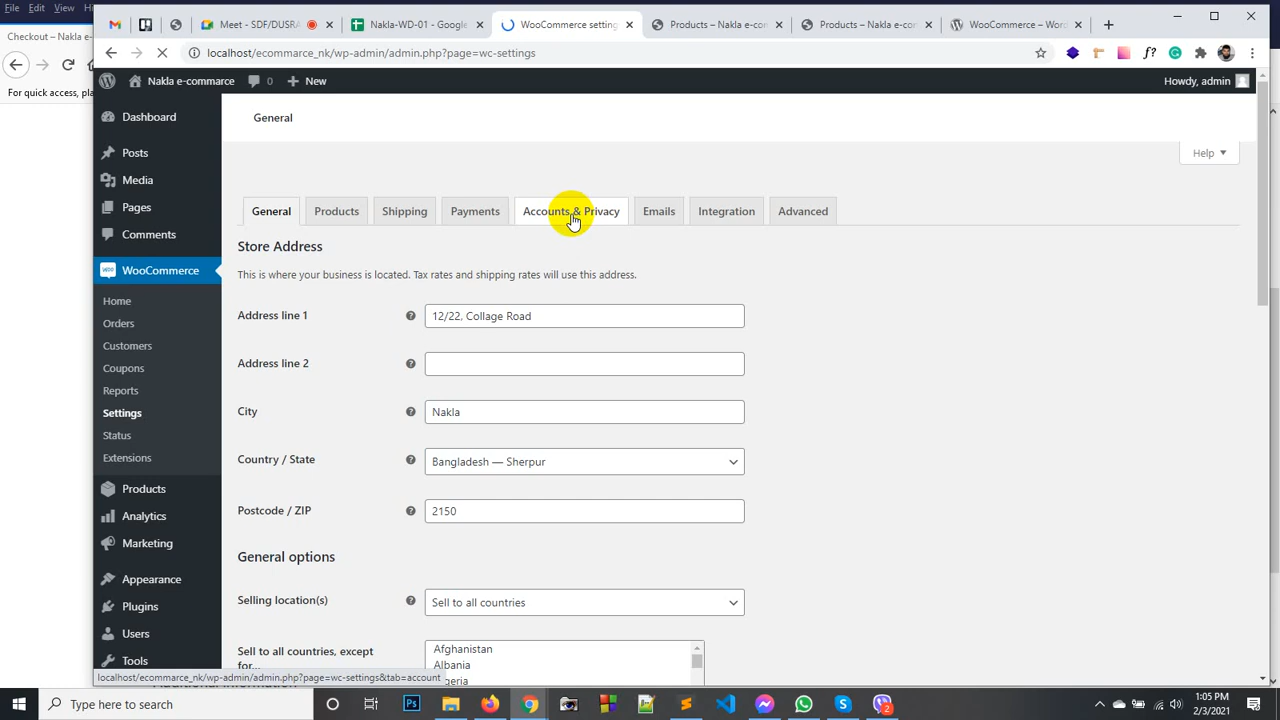 File Edit View
Checkout – Nakla e-
For quick access, pla
Meet - SDF/DUSRA
Nakla-WD-01 - Google
WooCommerce settin
Products – Nakla e-con
Products – Nakla e-con
WooCommerce – Word
localhost/ecommarce_nk/wp-admin/admin.php?page=wc-settings
Nakla e-commarce 0 New
Howdy, admin
Dashboard
Posts
Media
Pages
Comments
WooCommerce
Home
Orders
Customers
Coupons
Reports
Settings
Status
Extensions
Products
Analytics
Marketing
Appearance
Plugins
Users
Tools
General
Help
General Products Shipping Payments Accounts & Privacy Emails Integration Advanced
Store Address
This is where your business is located. Tax rates and shipping rates will use this address.
Address line 1 12/22, Collage Road
Address line 2
City Nakla
Country / State Bangladesh — Sherpur
Postcode / ZIP 2150
General options
Selling location(s) Sell to all countries
Sell to all countries, except
for...
Afghanistan
Albania
localhost/ecommarce_nk/wp-admin/admin.php?page=wc-settings&tab=account
Type here to search
1:05 PM
2/3/2021